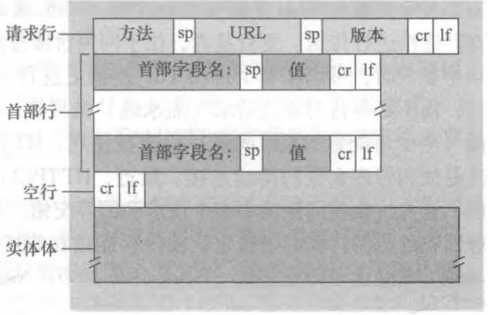 请求行 方法 sp URL sp 版本 cr lf
首部字段名: sp 值 cr lf
首部行
首部字段名: sp 值 cr lf
空行 cr lf
实体体